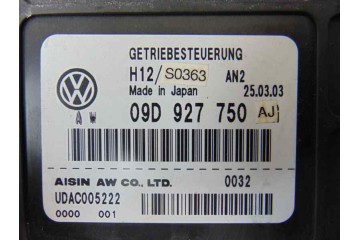 GETRIEBESTEUERUNG
H12/S0363 AN2
Made in Japan 25.03.03
A W 09D 927 750 AJ
AISIN AW CO., LTD. 0032
UDAC005222
0000 001